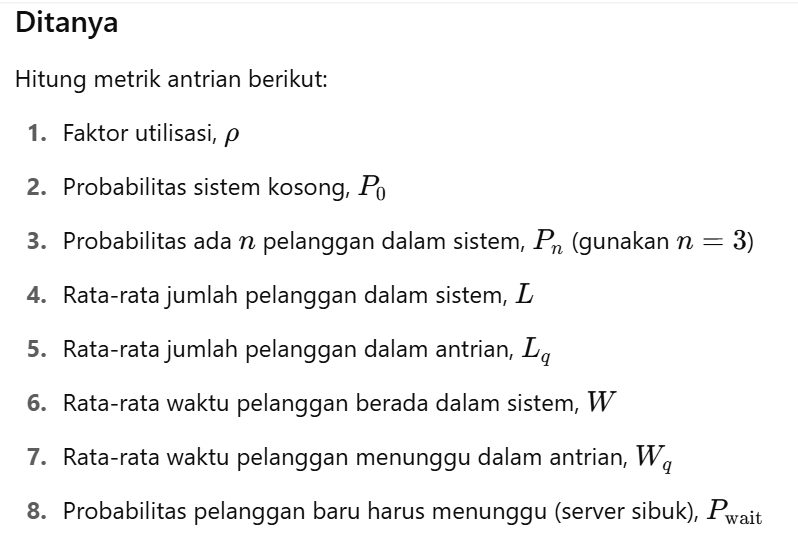 Ditanya
Hitung metrik antrian berikut:
1. Faktor utilisasi, ρ
2. Probabilitas sistem kosong, P₀
3. Probabilitas ada n pelanggan dalam sistem, Pₙ (gunakan n = 3)
4. Rata-rata jumlah pelanggan dalam sistem, L
5. Rata-rata jumlah pelanggan dalam antrian, L_q
6. Rata-rata waktu pelanggan berada dalam sistem, W
7. Rata-rata waktu pelanggan menunggu dalam antrian, W_q
8. Probabilitas pelanggan baru harus menunggu (server sibuk), P_wait